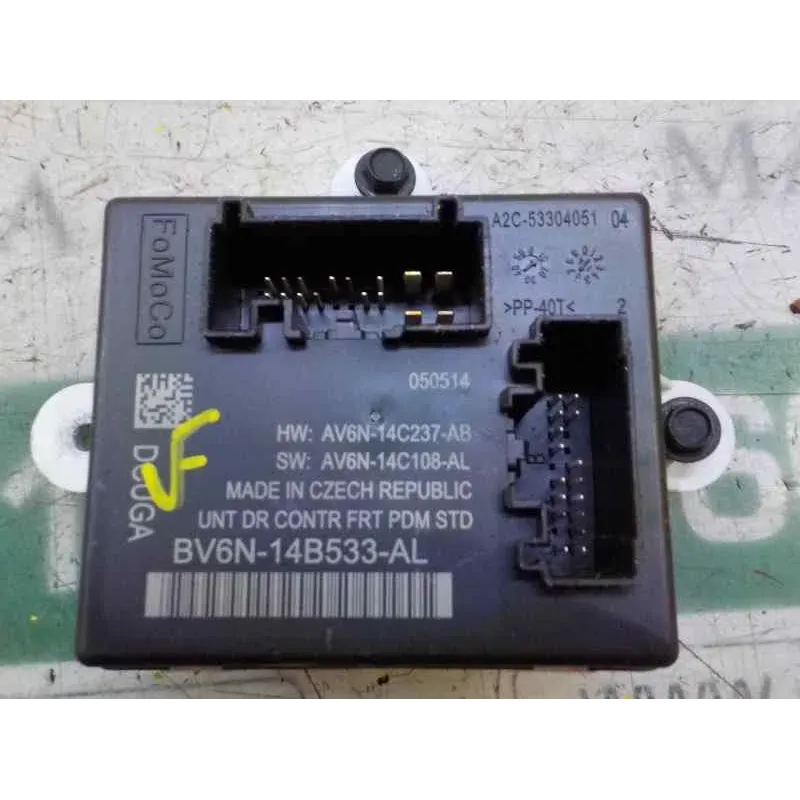 FoMoCo
A2C-53304051 04
>PP-40T< 2
050514
HW: AV6N-14C237-AB
SW: AV6N-14C108-AL
MADE IN CZECH REPUBLIC
UNT DR CONTR FRT PDM STD
BV6N-14B533-AL
B